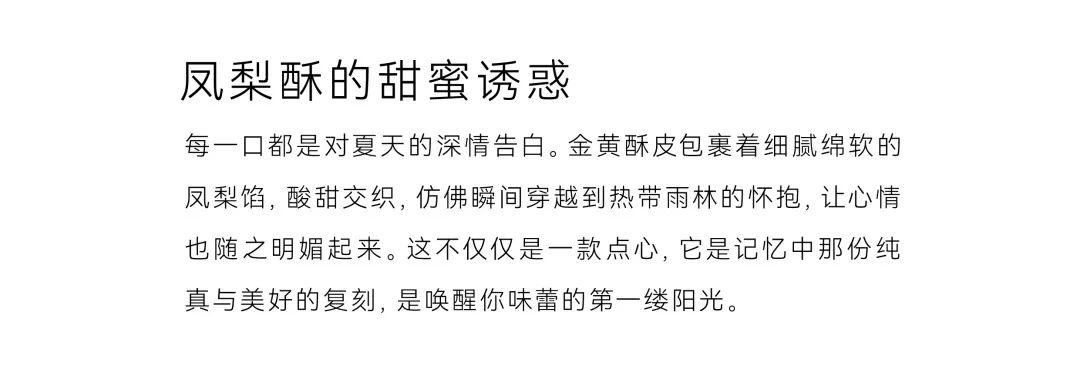 凤梨酥的甜蜜诱惑
每一口都是对夏天的深情告白。金黄酥皮包裹着细腻绵软的
凤梨馅, 酸甜交织, 仿佛瞬间穿越到热带雨林的怀抱, 让心情
也随之明媚起来。这不仅仅是一款点心, 它是记忆中那份纯
真与美好的复刻, 是唤醒你味蕾的第一缕阳光。